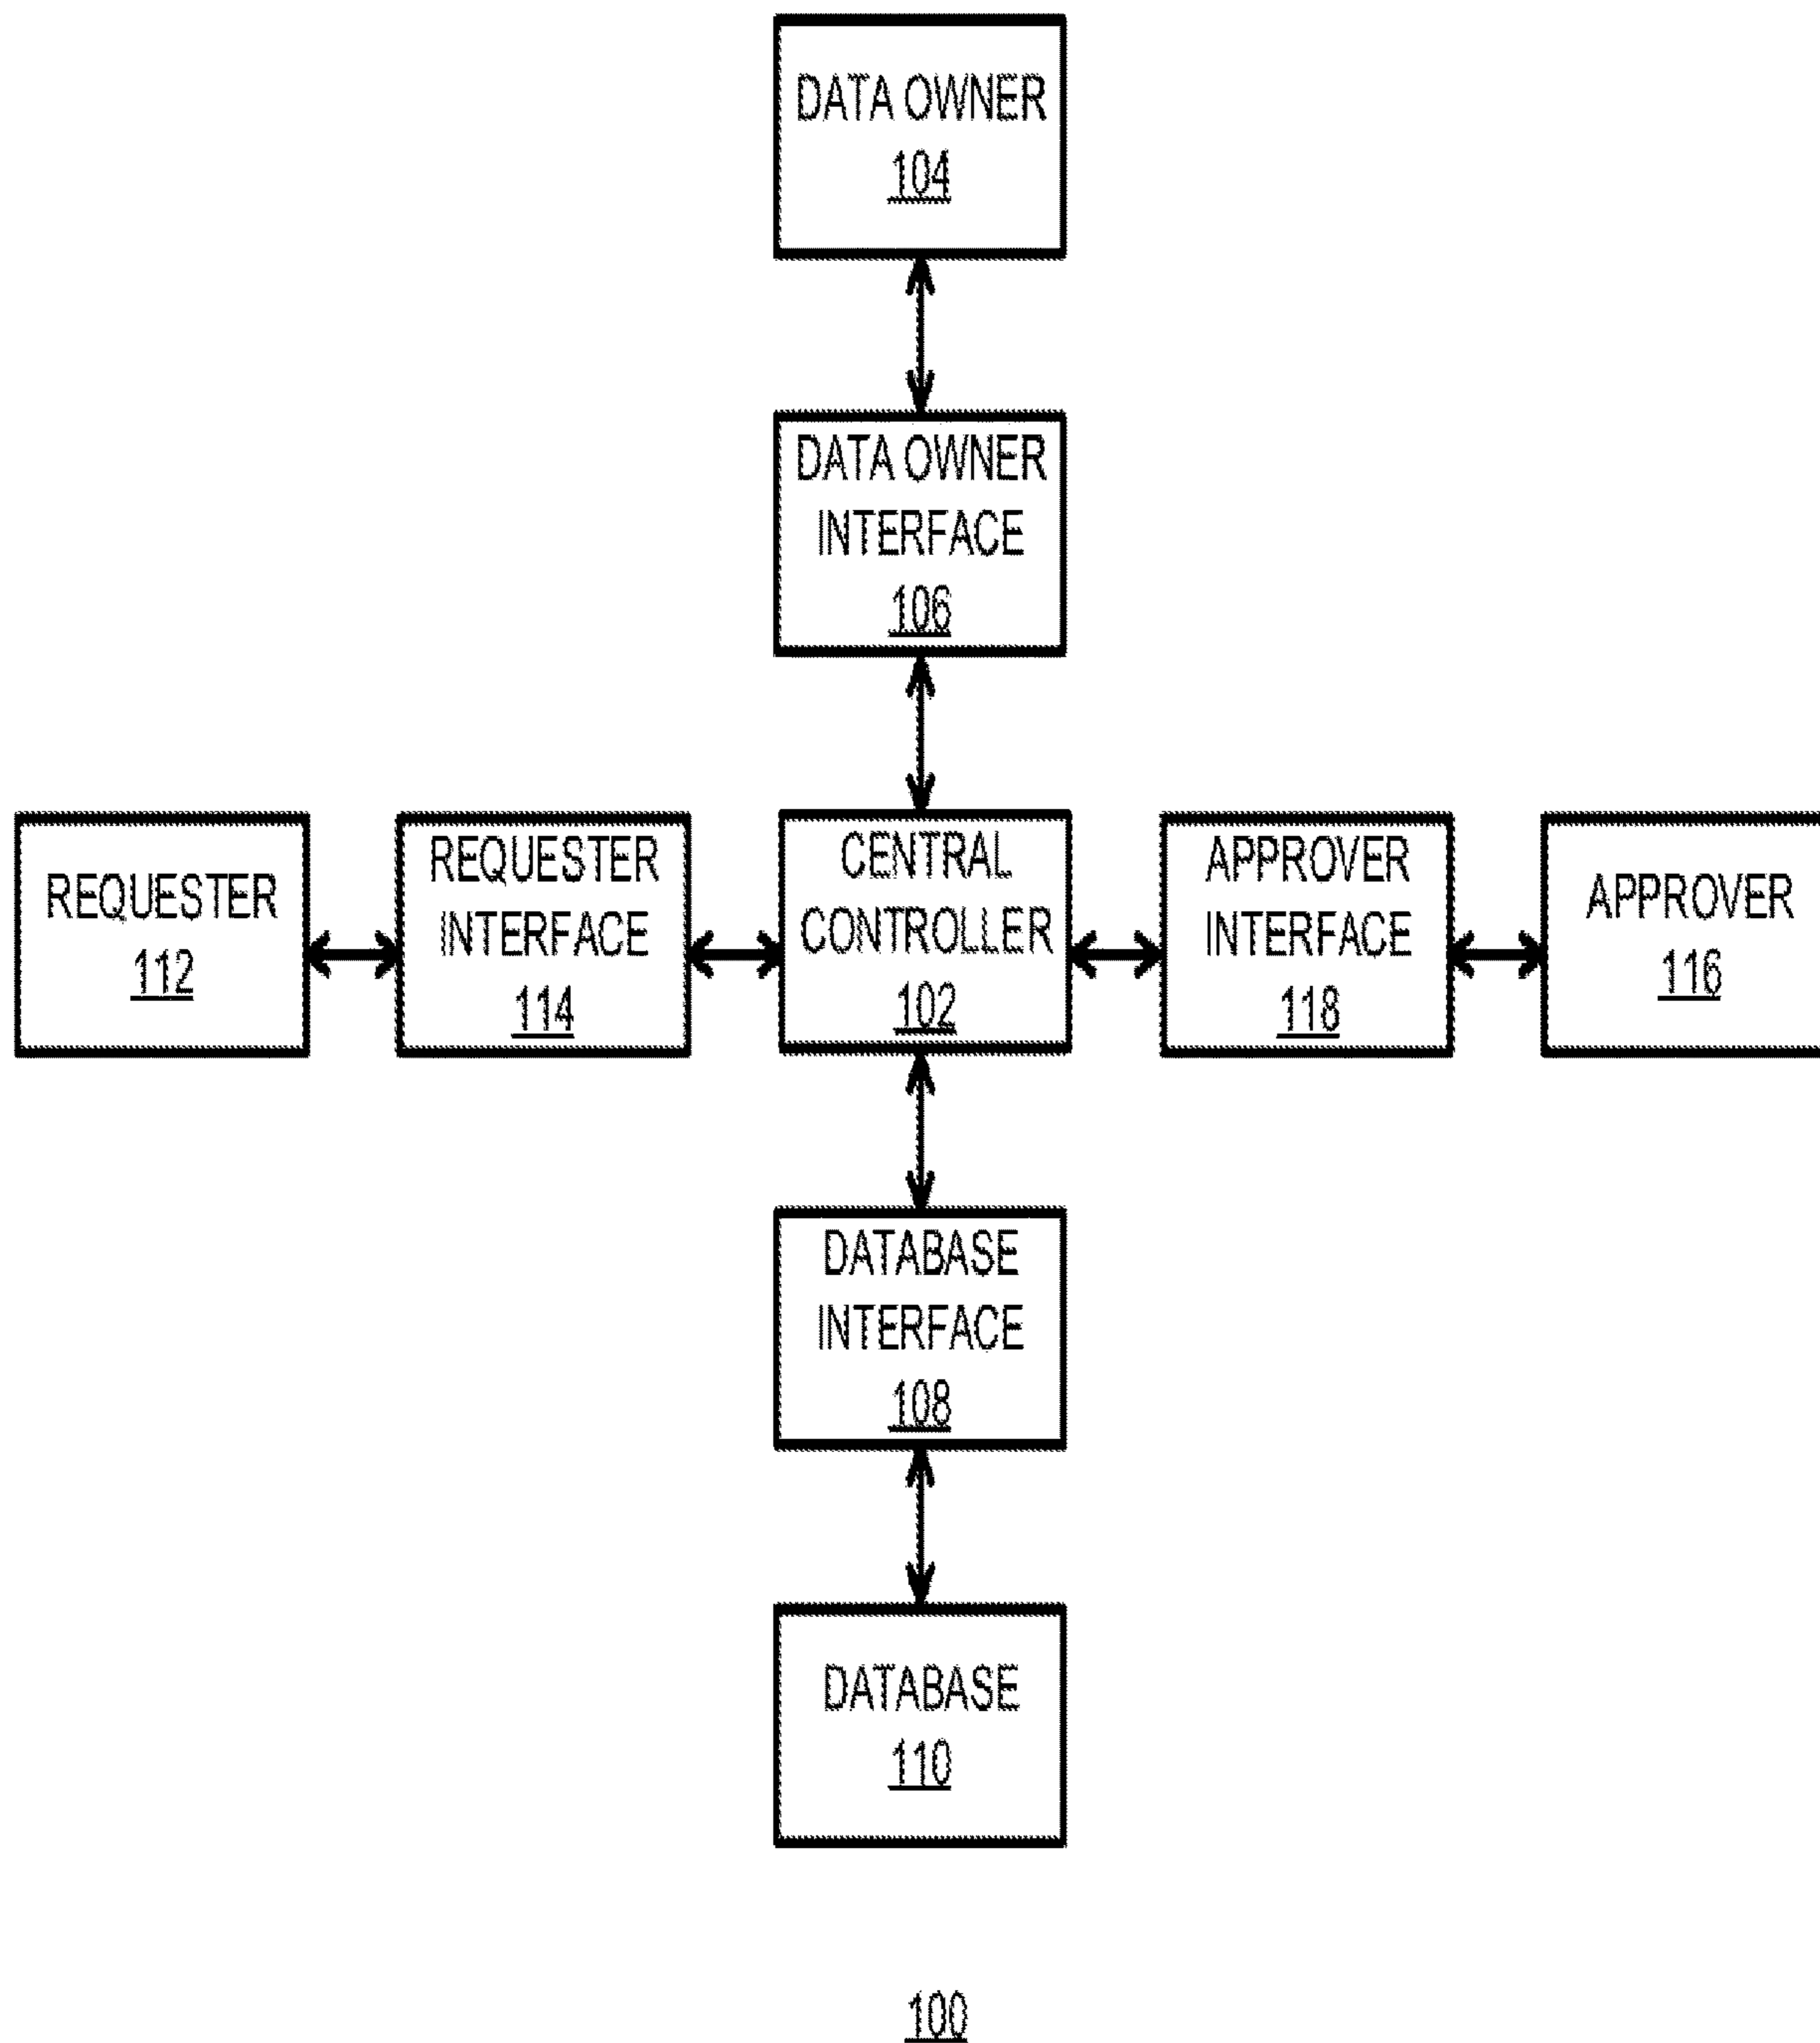 DATA OWNER
104
DATA OWNER
INTERFACE
106
REQUESTER
112
REQUESTER
INTERFACE
114
CENTRAL
CONTROLLER
102
APPROVER
INTERFACE
118
APPROVER
116
DATABASE
INTERFACE
108
DATABASE
110
100